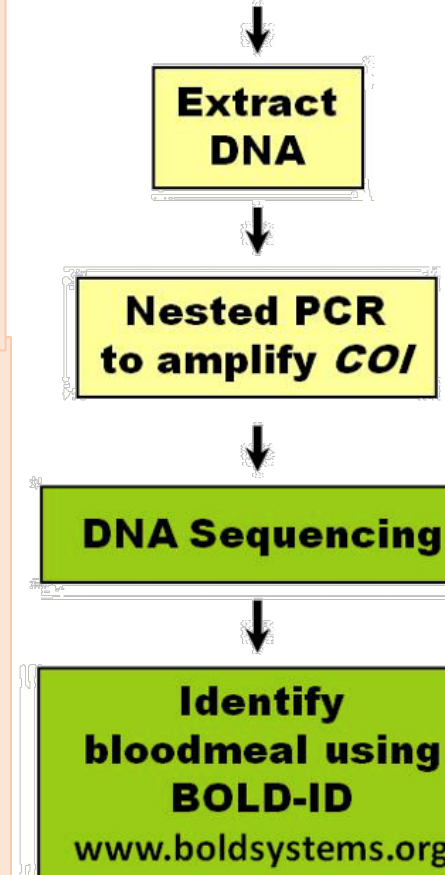 Extract
DNA
Nested PCR
to amplify COI
DNA Sequencing
Identify
bloodmeal using
BOLD-ID
www.boldsystems.org